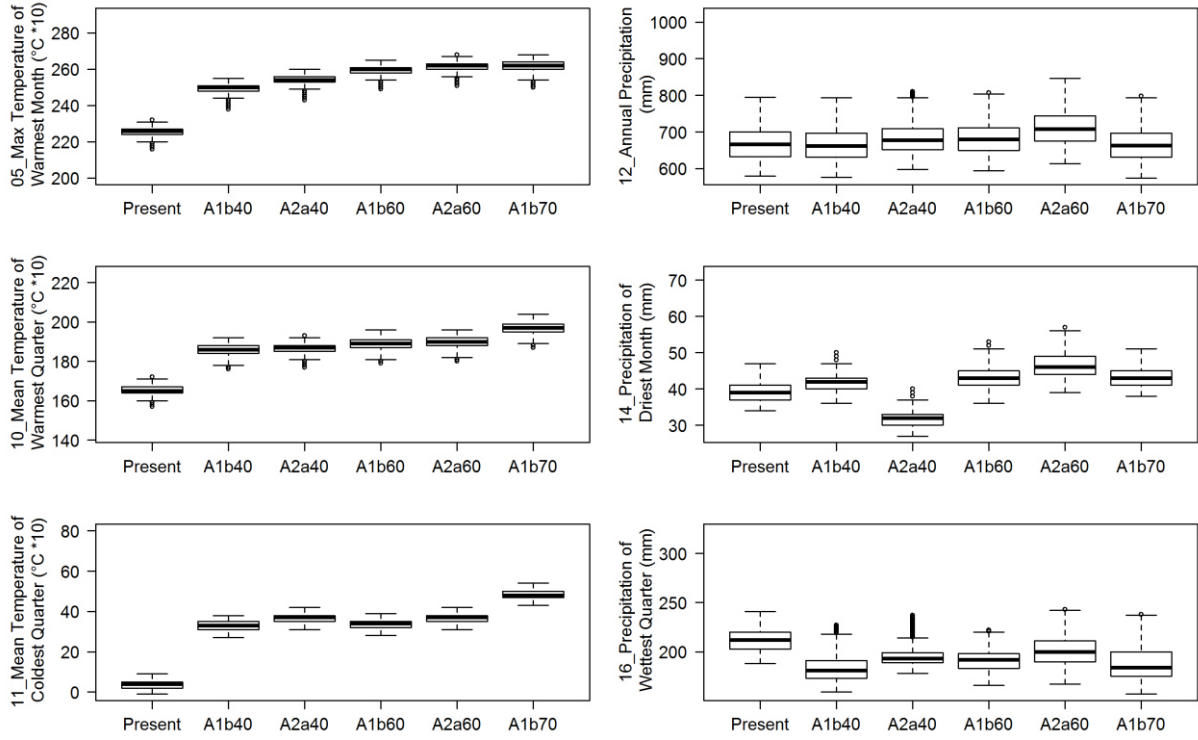 05_Max Temperature of
Warmest Month (°C *10)
280
260
240
220
200
Present A1b40 A2a40 A1b60 A2a60 A1b70
12_Annual Precipitation
(mm)
1000
900
800
700
600
Present A1b40 A2a40 A1b60 A2a60 A1b70
10_Mean Temperature of
Warmest Quarter (°C *10)
220
200
180
160
140
Present A1b40 A2a40 A1b60 A2a60 A1b70
14_Precipitation of
Driest Month (mm)
70
60
50
40
30
Present A1b40 A2a40 A1b60 A2a60 A1b70
11_Mean Temperature of
Coldest Quarter (°C *10)
80
60
40
20
0
Present A1b40 A2a40 A1b60 A2a60 A1b70
16_Precipitation of
Wettest Quarter (mm)
300
250
200
Present A1b40 A2a40 A1b60 A2a60 A1b70